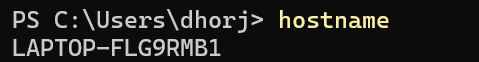 PS C:\Users\dhorj> hostname
LAPTOP-FLG9RMB1